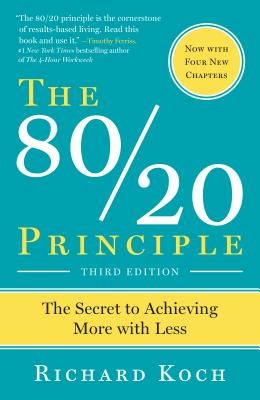 "The 80/20 principle is the cornerstone
of results-based living. Read this
book and use it." —Timothy Ferriss,
#1 New York Times bestselling author
of The 4-Hour Workweek
NOW WITH
FOUR NEW
CHAPTERS
THE
80/20
PRINCIPLE
THIRD EDITION
The Secret to Achieving
More with Less
RICHARD KOCH